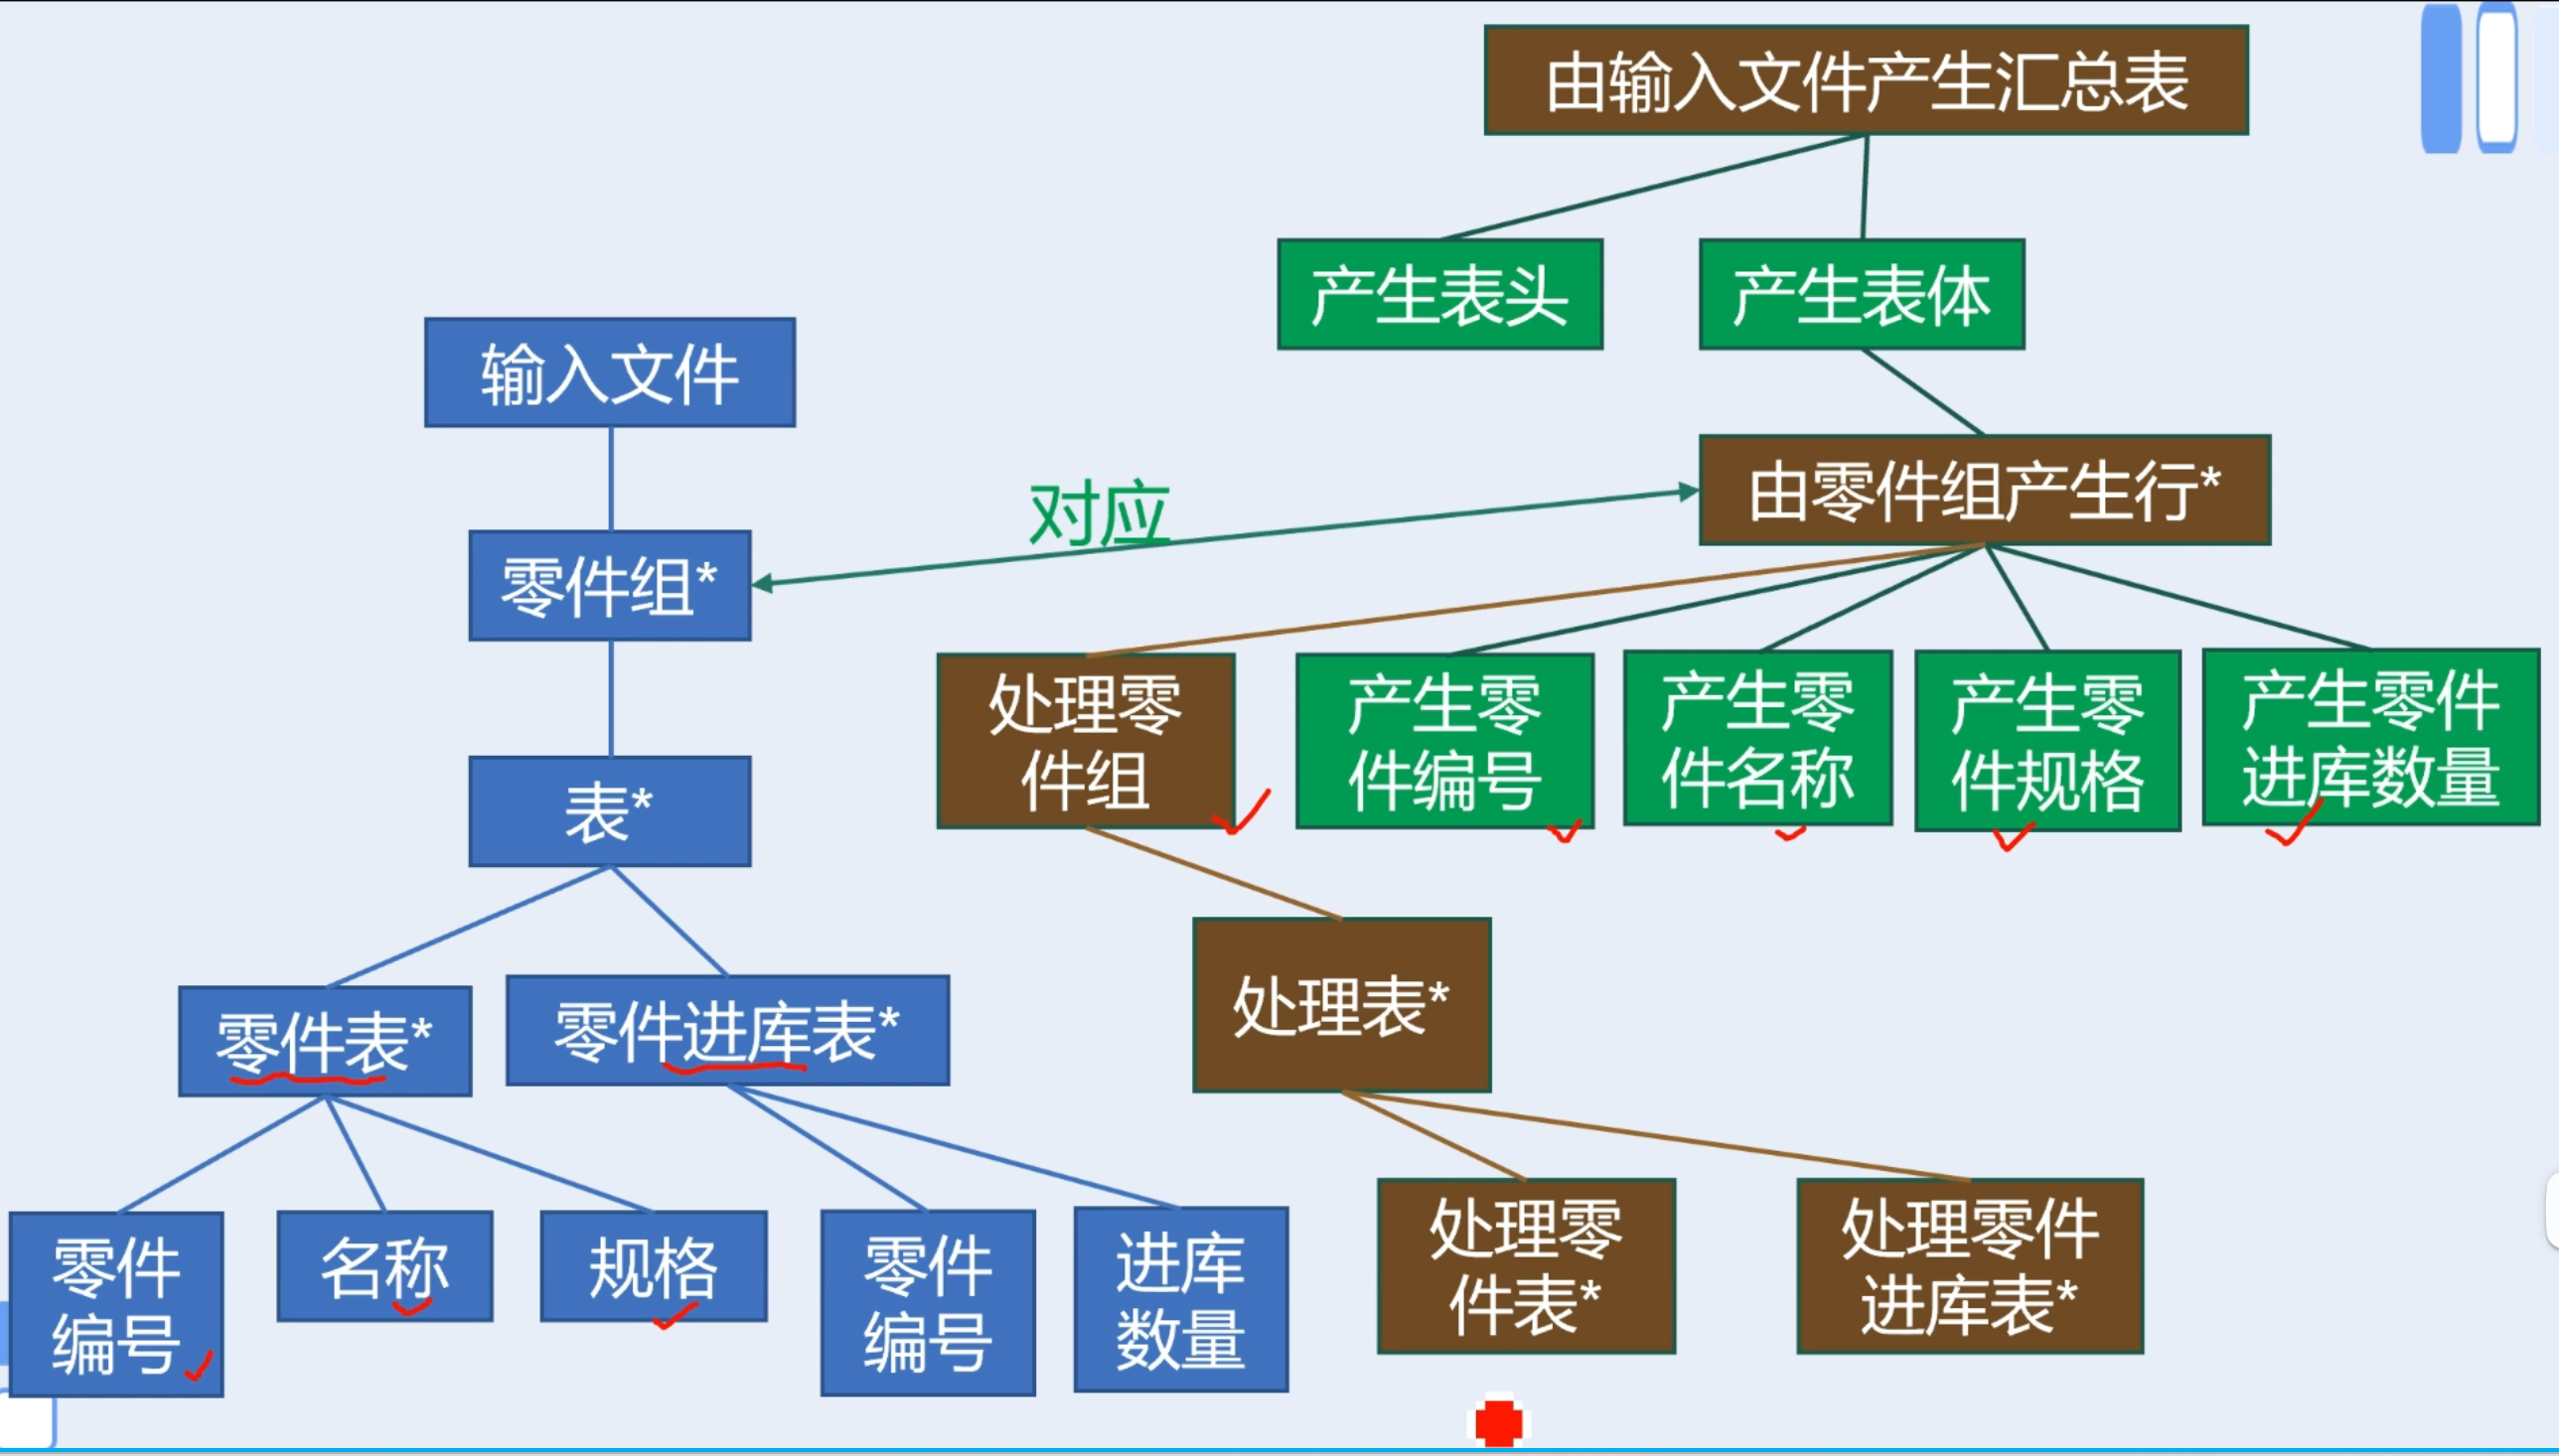 由输入文件产生汇总表
产生表头
产生表体
输入文件
对应
由零件组产生行*
零件组*
处理零
件组
产生零
件编号
产生零
件名称
产生零
件规格
产生零件
进库数量
表*
处理表*
零件表*
零件进库表*
零件
编号
名称
规格
零件
编号
进库
数量
处理零
件表*
处理零件
进库表*